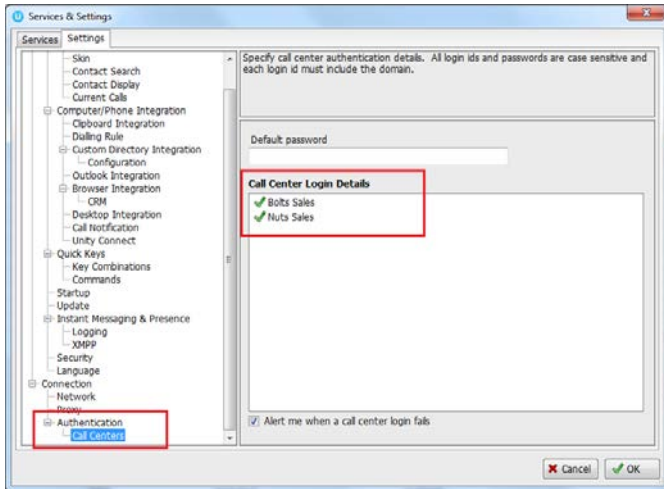 Services & Settings
Services
Settings
Skin
Contact Search
Contact Display
Current Calls
Computer/Phone Integration
Clipboard Integration
Dialing Rule
Custom Directory Integration
Configuration
Outlook Integration
Browser Integration
CRM
Desktop Integration
Call Notification
Unity Connect
Quick Keys
Key Combinations
Commands
Startup
Update
Instant Messaging & Presence
Logging
XMPP
Security
Language
Connection
Network
Proxy
Authentication
Call Centers
Specify call center authentication details. All login ids and passwords are case sensitive and
each login id must include the domain.
Default password
Call Center Login Details
Bolts Sales
Nuts Sales
Alert me when a call center login fails
Cancel
OK